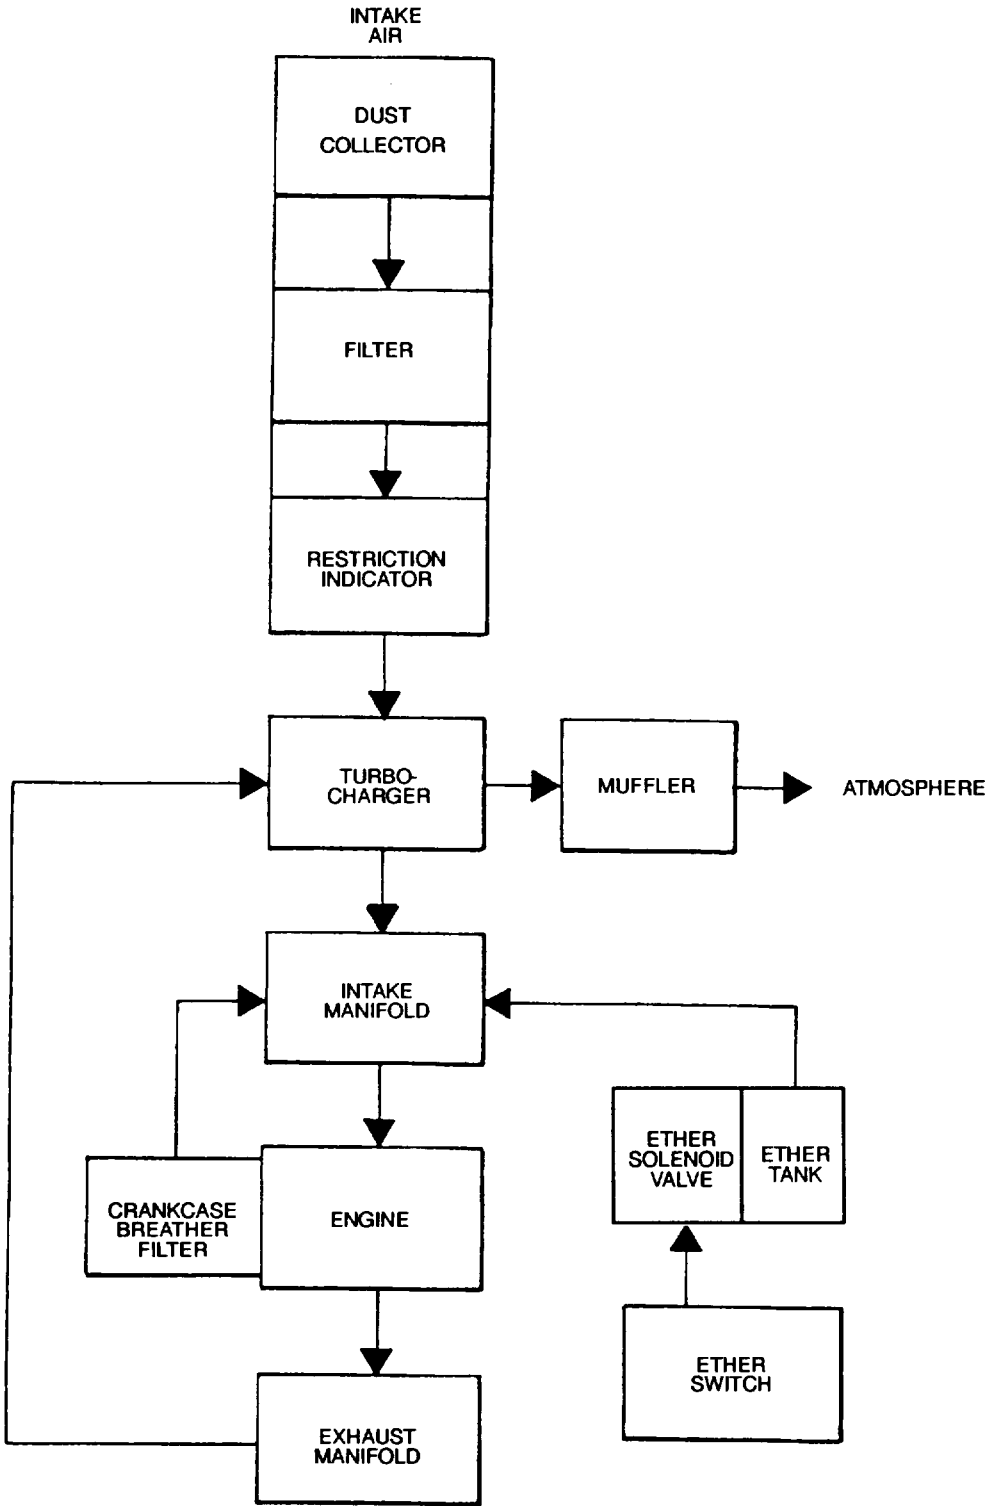 INTAKE
AIR
DUST
COLLECTOR
FILTER
RESTRICTION
INDICATOR
TURBO-
CHARGER
MUFFLER
ATMOSPHERE
INTAKE
MANIFOLD
ETHER
SOLENOID
VALVE
ETHER
TANK
CRANKCASE
BREATHER
FILTER
ENGINE
ETHER
SWITCH
EXHAUST
MANIFOLD